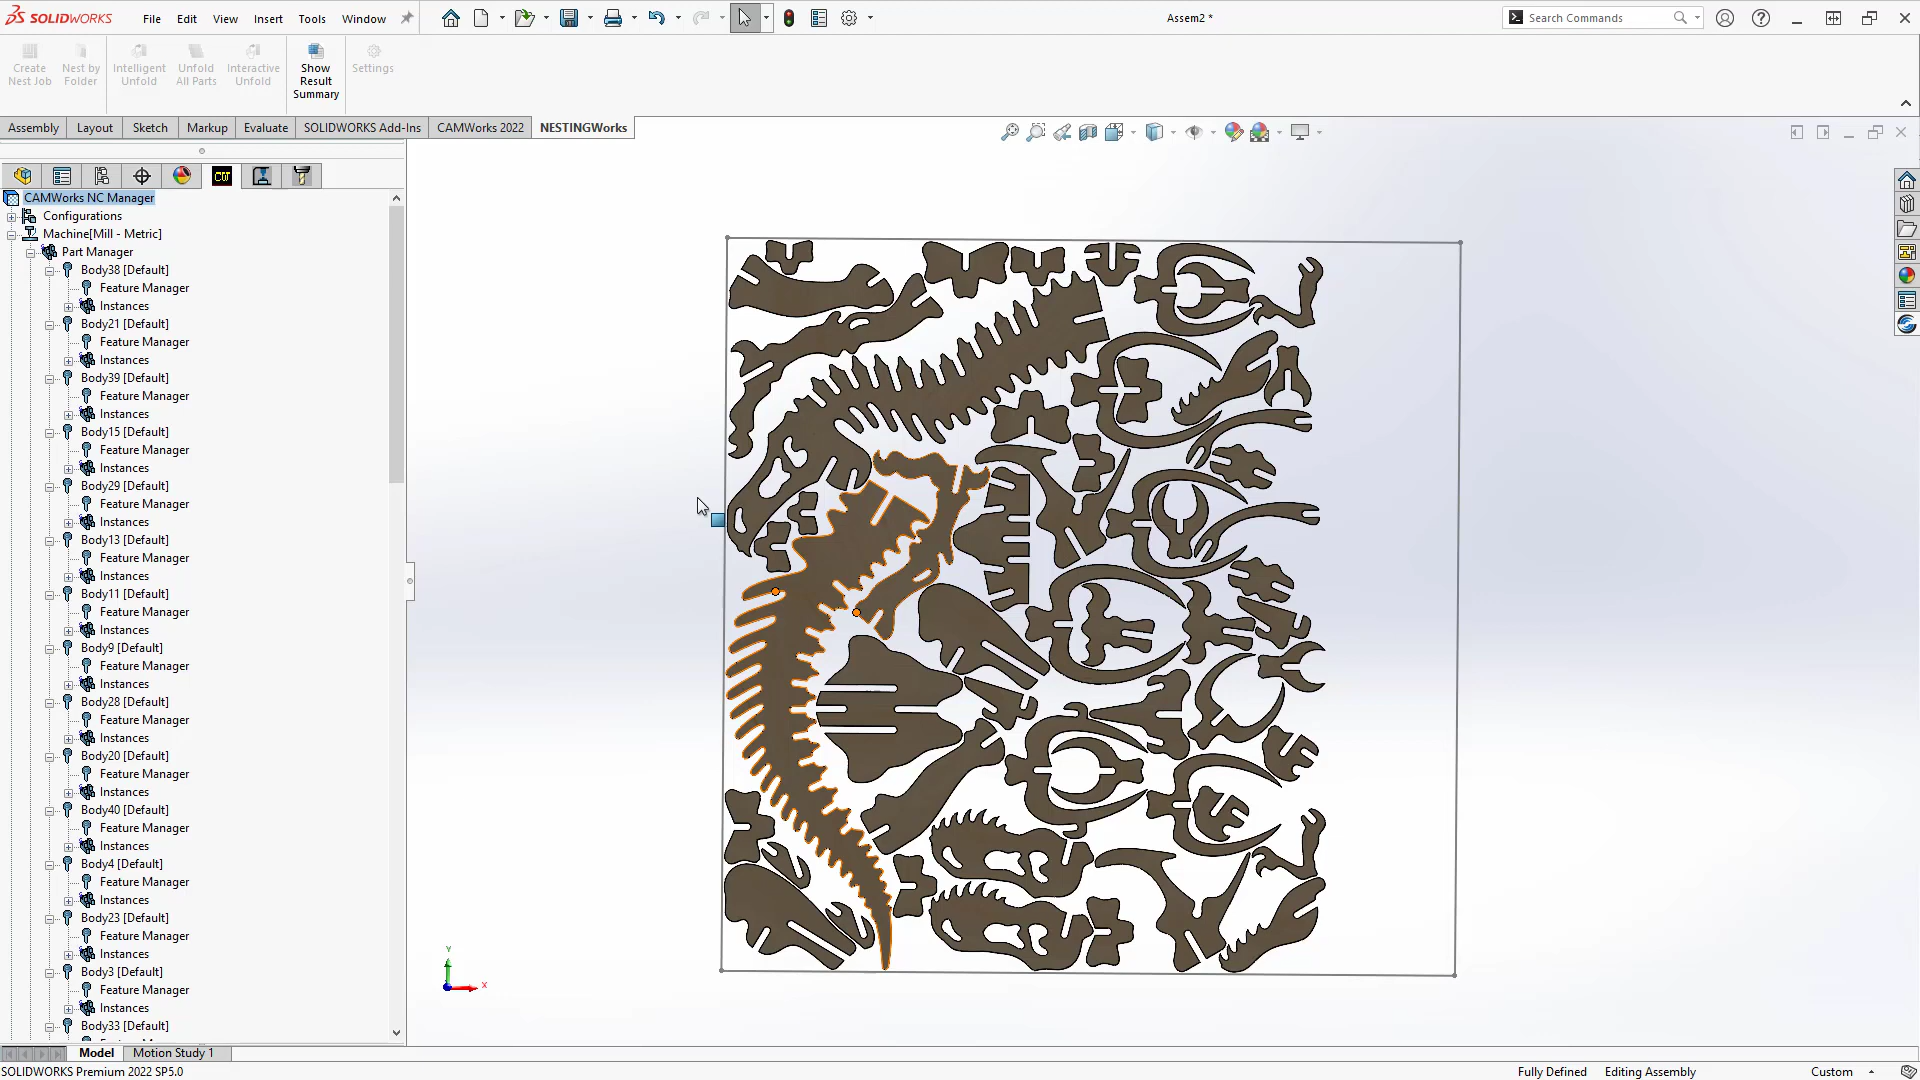 SOLIDWORKS File Edit View Insert Tools Window Assem2 * Search Commands
Create Nest Job
Nest by Folder
Intelligent Unfold
Unfold All Parts
Interactive Unfold
Show Result Summary
Settings
Assembly Layout Sketch Markup Evaluate SOLIDWORKS Add-Ins CAMWorks 2022 NESTINGWorks
CW
CAMWorks NC Manager
Configurations
Machine[Mill - Metric]
Part Manager
Body38 [Default]
Feature Manager
Instances
Body21 [Default]
Feature Manager
Instances
Body39 [Default]
Feature Manager
Instances
Body15 [Default]
Feature Manager
Instances
Body29 [Default]
Feature Manager
Instances
Body13 [Default]
Feature Manager
Instances
Body11 [Default]
Feature Manager
Instances
Body9 [Default]
Feature Manager
Instances
Body28 [Default]
Feature Manager
Instances
Body20 [Default]
Feature Manager
Instances
Body40 [Default]
Feature Manager
Instances
Body4 [Default]
Feature Manager
Instances
Body23 [Default]
Feature Manager
Instances
Body3 [Default]
Feature Manager
Instances
Body33 [Default]
Y
X
Model Motion Study 1
SOLIDWORKS Premium 2022 SP5.0 Fully Defined Editing Assembly Custom